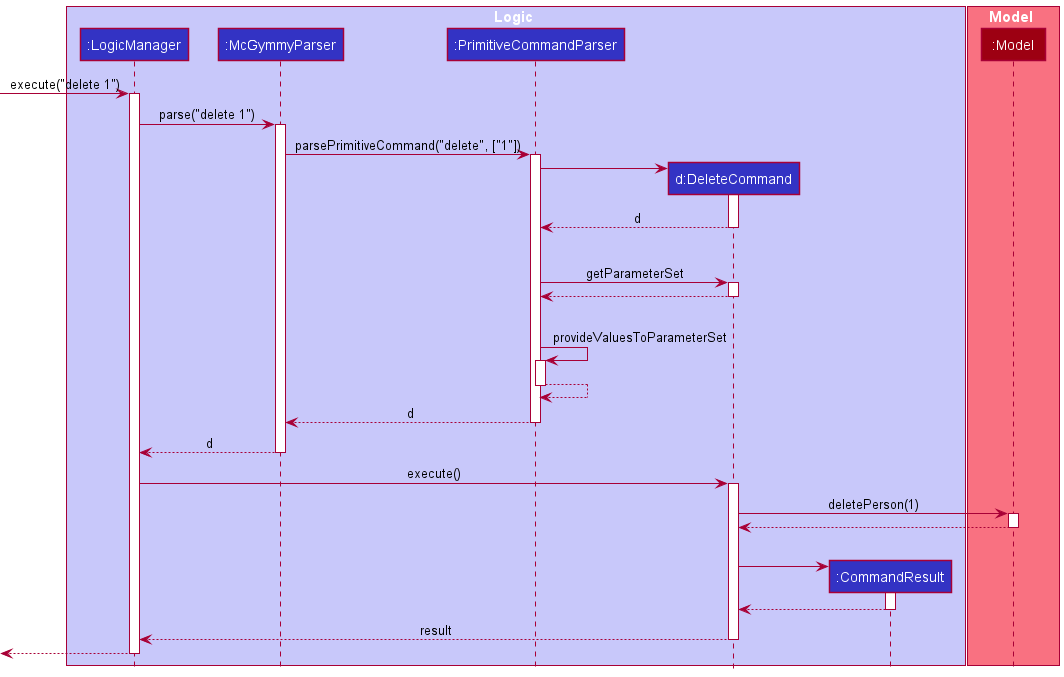 Logic
Model
:LogicManager
:McGymmyParser
:PrimitiveCommandParser
:Model
execute("delete 1")
parse("delete 1")
parsePrimitiveCommand("delete", ["1"])
d:DeleteCommand
d
getParameterSet
provideValuesToParameterSet
d
d
execute()
deletePerson(1)
:CommandResult
result